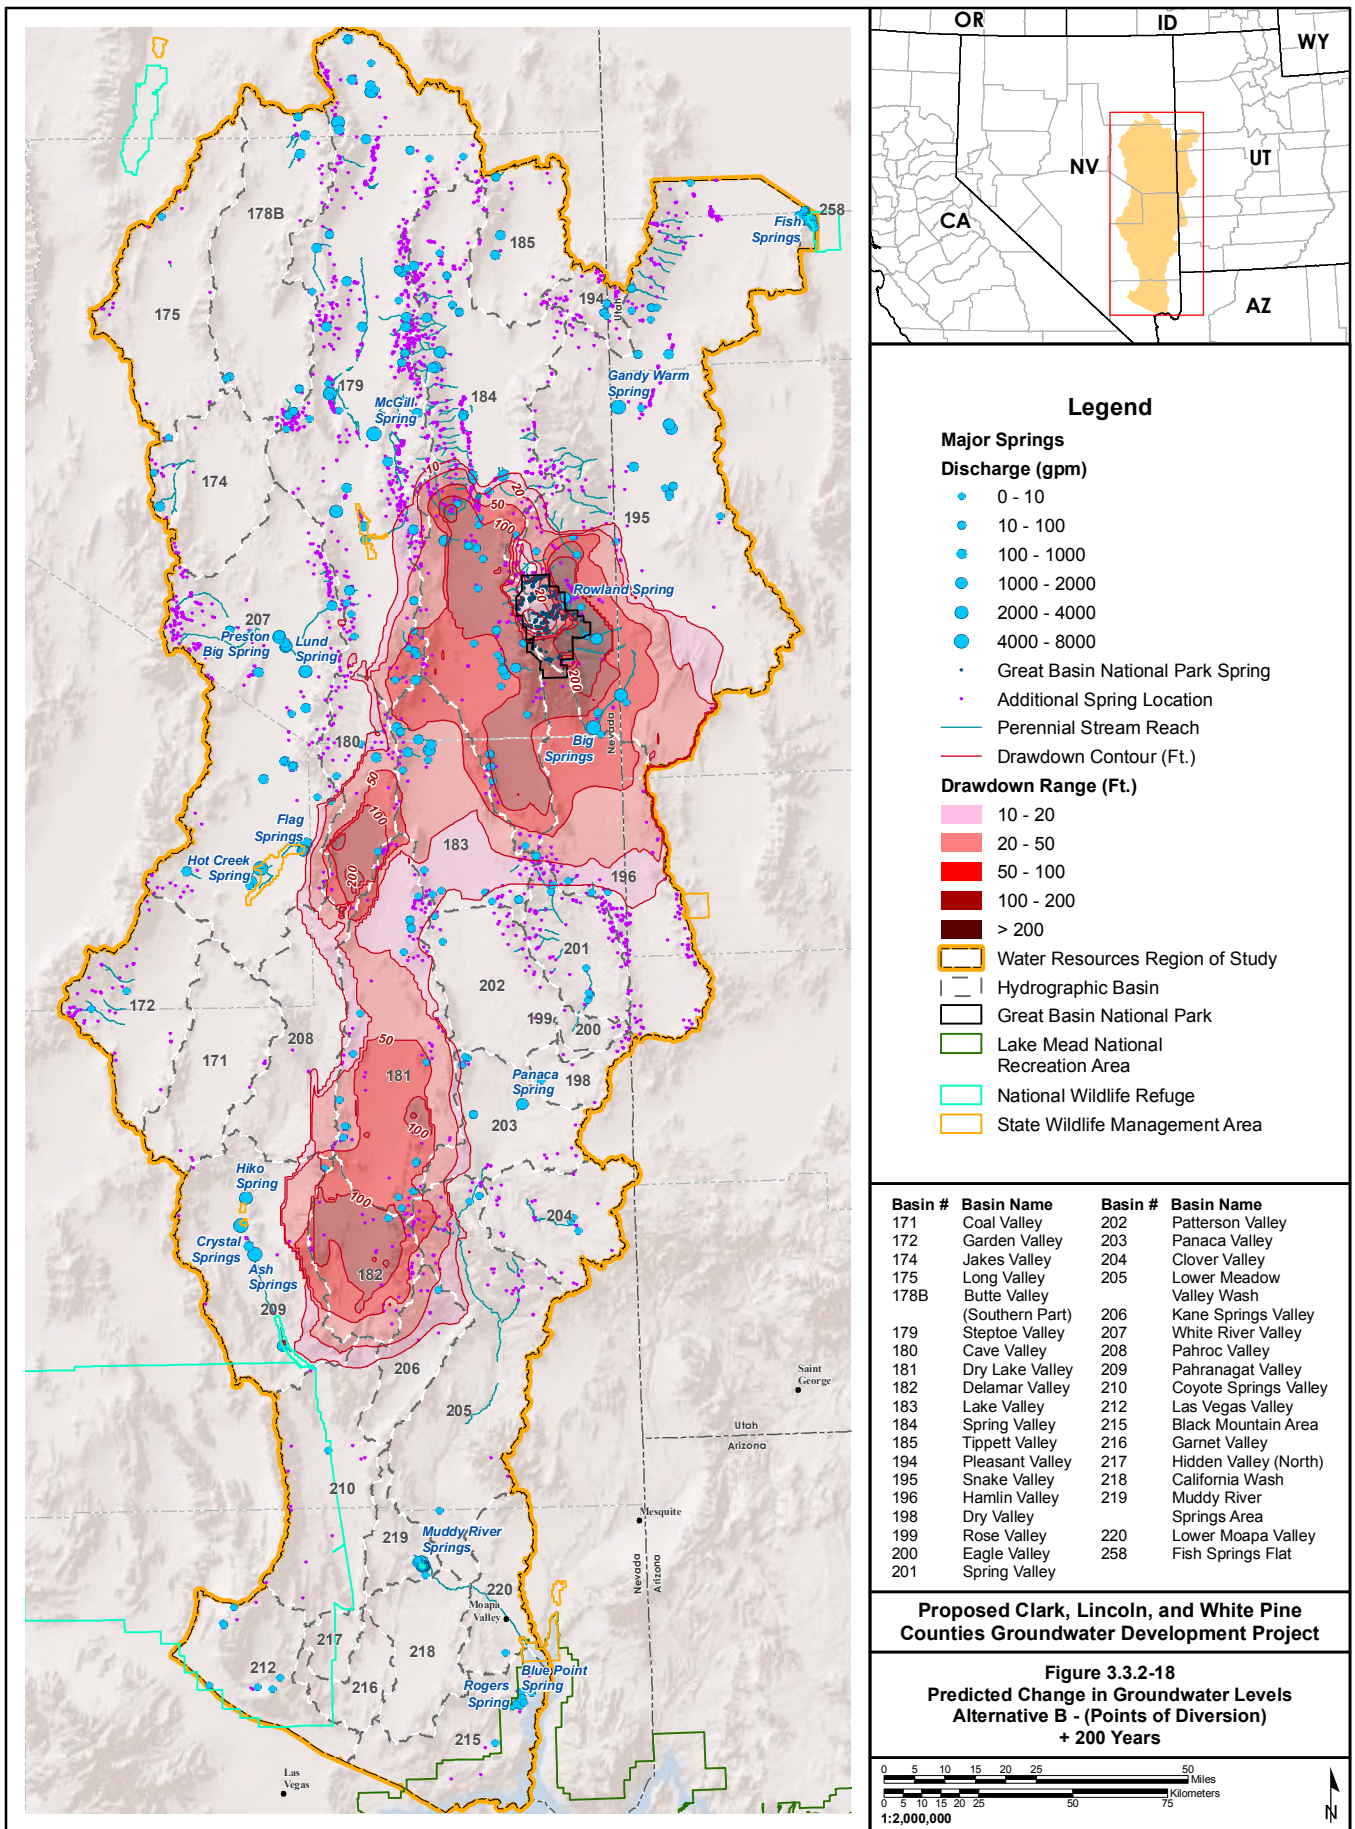 OR
ID
WY
NV
UT
CA
AZ
258
Fish
Springs
178B
185
194
Utah
175
Gandy Warm
Spring
179
McGill
Spring
184
174
10
20
50
100
195
20
Rowland Spring
207
Preston
Big Spring
Lund
Spring
200
Nevada
Big
Springs
180
50
100
Flag
Springs
183
Hot Creek
Spring
200
196
201
202
172
199
200
208
50
171
181
Panaca
Spring
198
100
203
Hiko
Spring
100
204
Crystal
Springs
Ash
Springs
182
209
206
Saint
George
205
Utah
Arizona
210
Mesquite
219
Muddy River
Springs
Nevada
Arizona
220
Moapa
Valley
217
218
212
216
Blue Point
Spring
Rogers
Spring
215
Las
Vegas
Legend
Major Springs
Discharge (gpm)
0 - 10
10 - 100
100 - 1000
1000 - 2000
2000 - 4000
4000 - 8000
Great Basin National Park Spring
Additional Spring Location
Perennial Stream Reach
Drawdown Contour (Ft.)
Drawdown Range (Ft.)
10 - 20
20 - 50
50 - 100
100 - 200
> 200
Water Resources Region of Study
Hydrographic Basin
Great Basin National Park
Lake Mead National
Recreation Area
National Wildlife Refuge
State Wildlife Management Area
Basin # Basin Name Basin # Basin Name
171 Coal Valley 202 Patterson Valley
172 Garden Valley 203 Panaca Valley
174 Jakes Valley 204 Clover Valley
175 Long Valley 205 Lower Meadow
178B Butte Valley Valley Wash
(Southern Part) 206 Kane Springs Valley
179 Steptoe Valley 207 White River Valley
180 Cave Valley 208 Pahroc Valley
181 Dry Lake Valley 209 Pahranagat Valley
182 Delamar Valley 210 Coyote Springs Valley
183 Lake Valley 212 Las Vegas Valley
184 Spring Valley 215 Black Mountain Area
185 Tippett Valley 216 Garnet Valley
194 Pleasant Valley 217 Hidden Valley (North)
195 Snake Valley 218 California Wash
196 Hamlin Valley 219 Muddy River
198 Dry Valley Springs Area
199 Rose Valley 220 Lower Moapa Valley
200 Eagle Valley 258 Fish Springs Flat
201 Spring Valley
Proposed Clark, Lincoln, and White Pine
Counties Groundwater Development Project
Figure 3.3.2-18
Predicted Change in Groundwater Levels
Alternative B - (Points of Diversion)
+ 200 Years
0 5 10 15 20 25 50
Miles
Kilometers
0 5 10 15 20 25 50 75
1:2,000,000
N